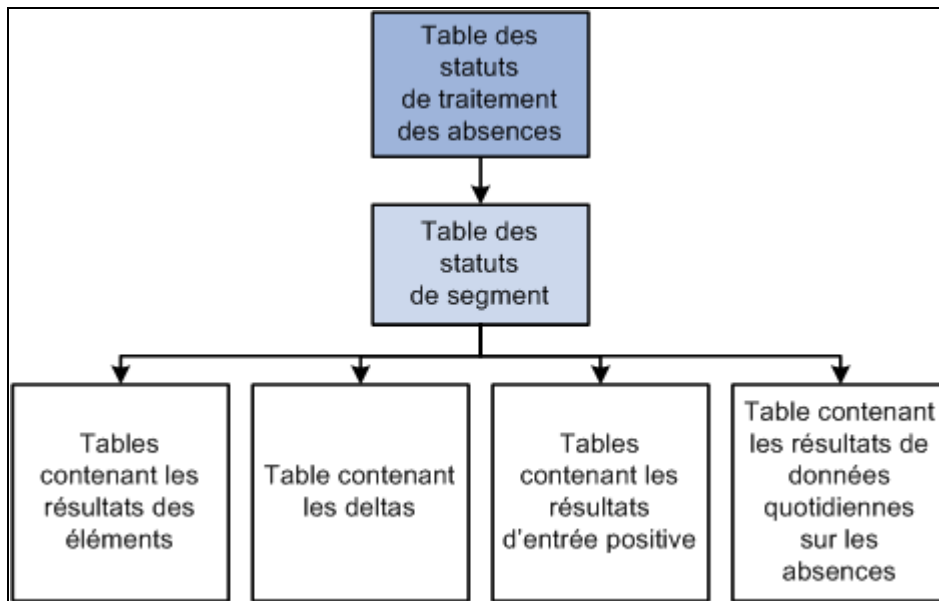 Table des
statuts
de traitement
des absences
Table des
statuts
de segment
Tables
contenant les
résultats des
éléments
Table contenant
les deltas
Tables
contenant les
résultats
d'entrée positive
Table contenant
les résultats de
données
quotidiennes
sur les
absences